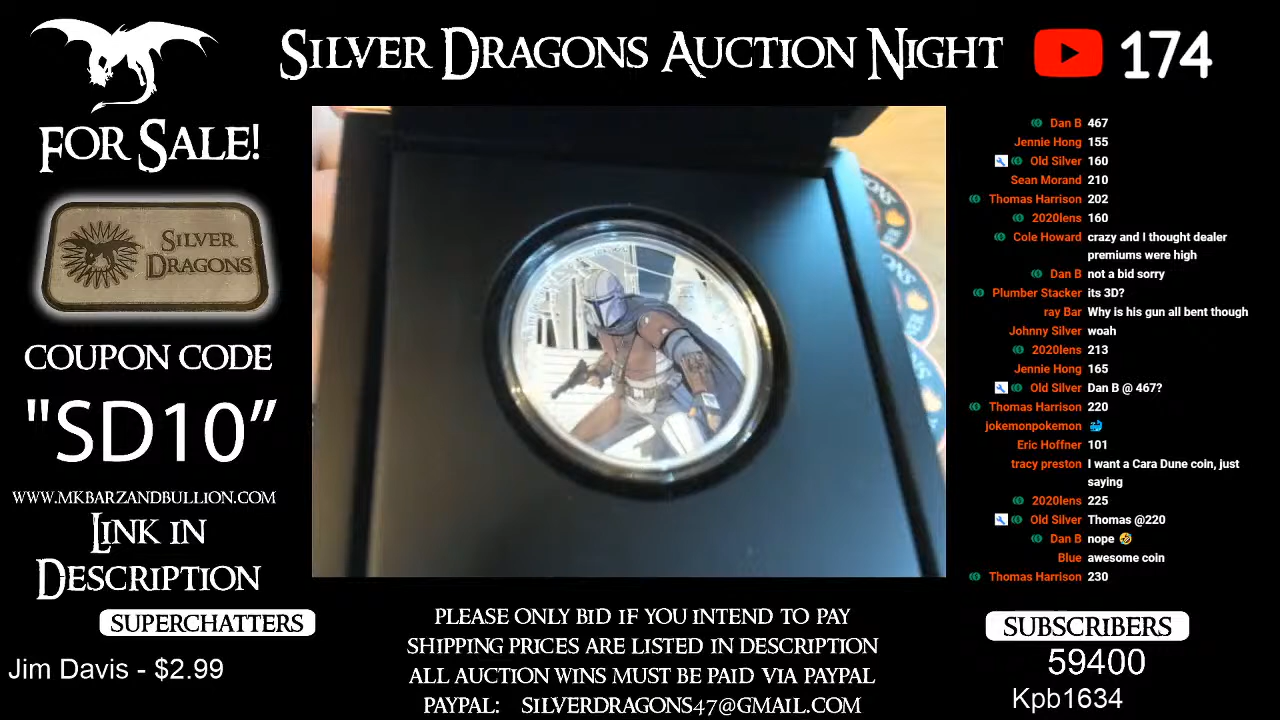 SILVER DRAGONS AUCTION NIGHT
174
FOR SALE!
SILVER
DRAGONS
COUPON CODE
"SD10"
WWW.MKBARZANDBULLION.COM
LINK IN
DESCRIPTION
SUPERCHATTERS
Jim Davis - $2.99
Dan B 467
Jennie Hong 155
Old Silver 160
Sean Morand 210
Thomas Harrison 202
2020lens 160
Cole Howard crazy and I thought dealer
premiums were high
Dan B not a bid sorry
Plumber Stacker its 3D?
ray Bar Why is his gun all bent though
Johnny Silver woah
2020lens 213
Jennie Hong 165
Old Silver Dan B @ 467?
Thomas Harrison 220
jokemonpokemon 🥶
Eric Hoffner 101
tracy preston I want a Cara Dune coin, just
saying
2020lens 225
Old Silver Thomas @220
Dan B nope 🤣
Blue awesome coin
Thomas Harrison 230
PLEASE ONLY BID IF YOU INTEND TO PAY
SHIPPING PRICES ARE LISTED IN DESCRIPTION
ALL AUCTION WINS MUST BE PAID VIA PAYPAL
PAYPAL: SILVERDRAGONS47@GMAIL.COM
SUBSCRIBERS
59400
Kpb1634